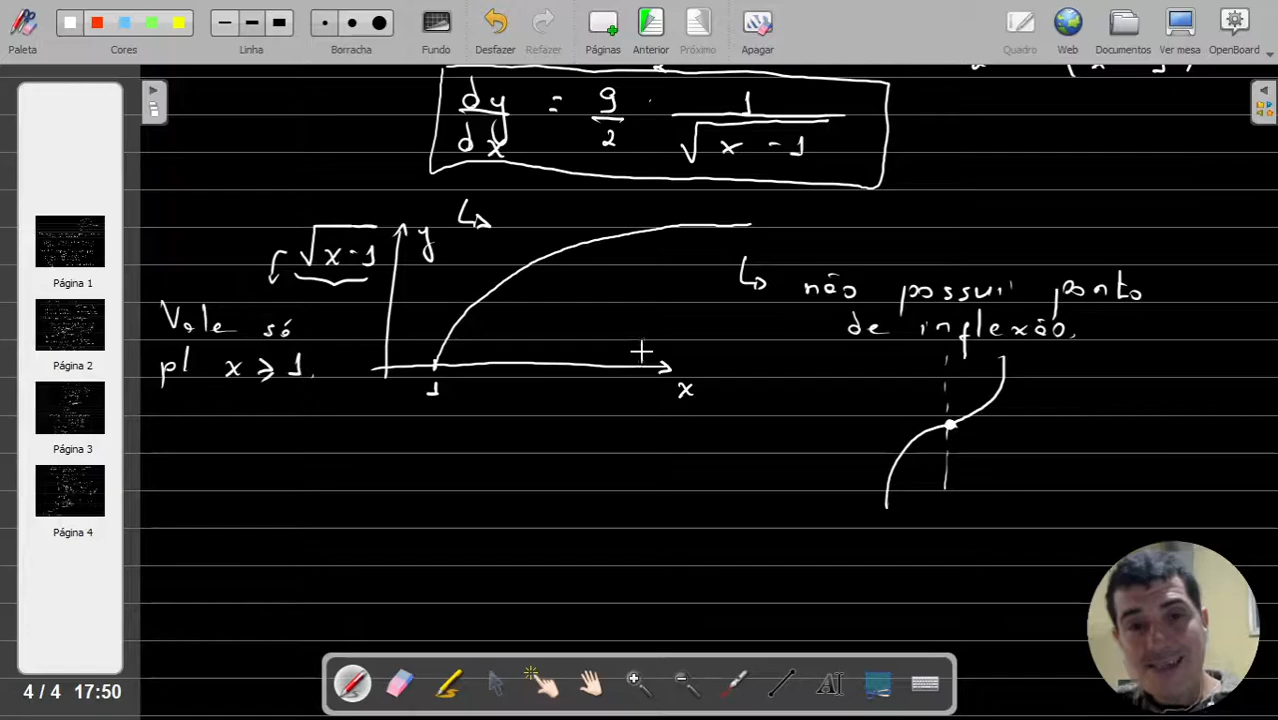 Paleta
Cores
Linha
Borracha
Fundo
Desfazer
Refazer
Páginas
Anterior
Próximo
Apagar
Quadro
Web
Documentos
Ver mesa
OpenBoard
dy/dx = 9/2 · 1/√(x - 1)
√(x-1)
y
Vale só
p/ x ⩾ 1.
1
x
não possui ponto
de inflexão.
Página 1
Página 2
Página 3
Página 4
4 / 4 17:50